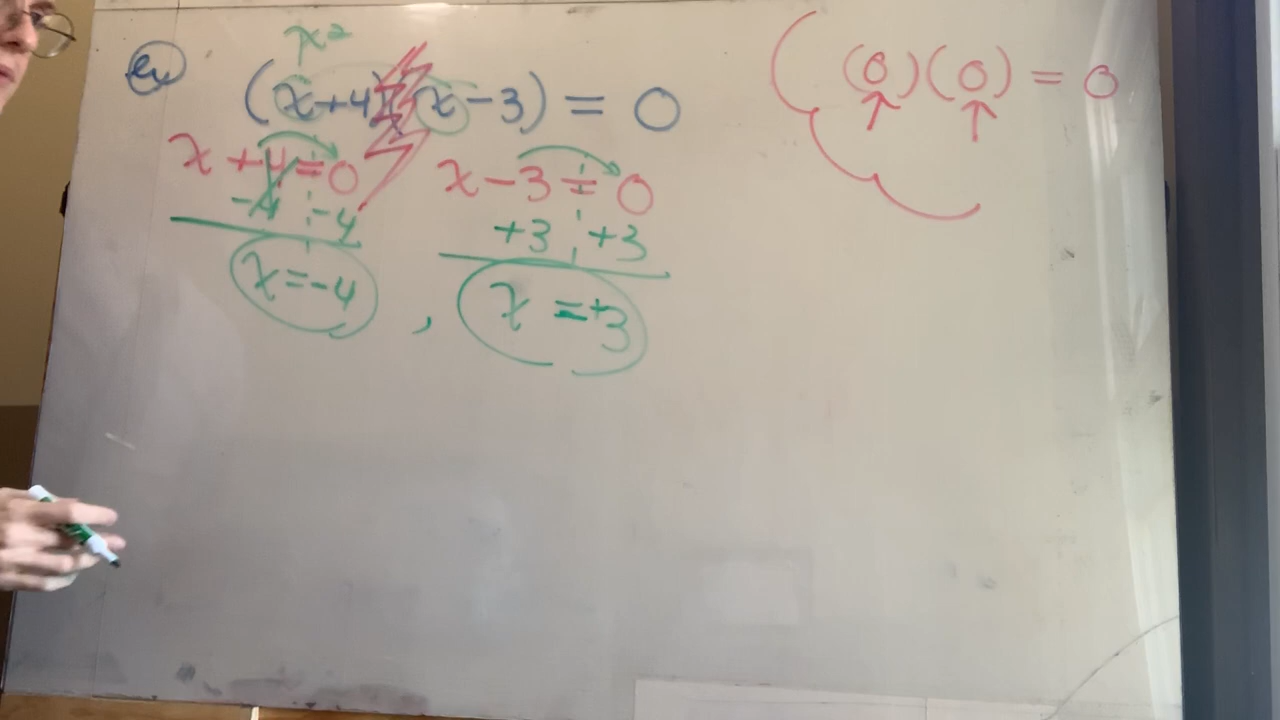 x²
ex (x+4)(x-3) = 0
(0)(0) = 0
x+4=0 x-3=0
-4 -4 +3 +3
x=-4 , x=+3